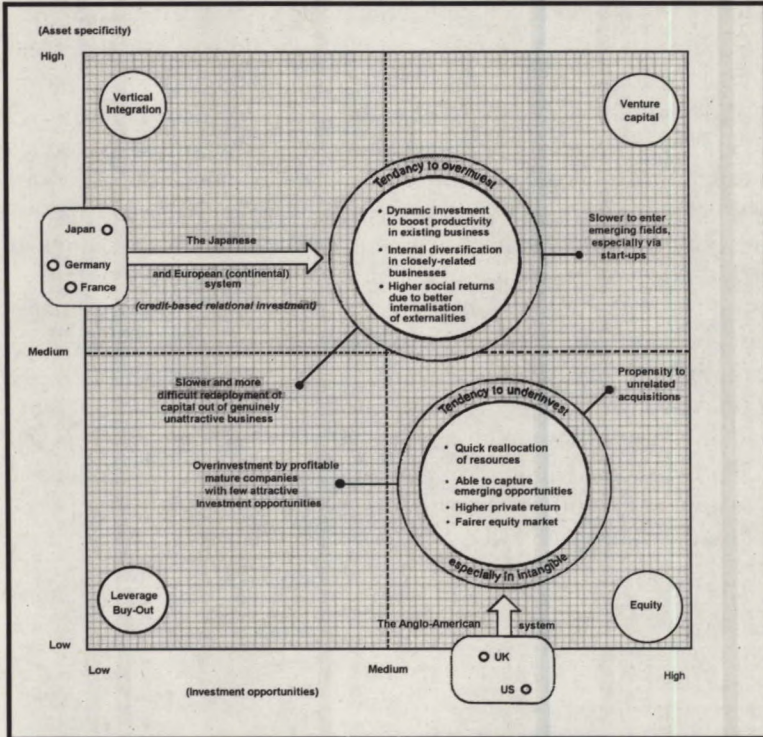 (Asset specificity)
High
Vertical
Integration
Venture
capital
Tendancy to overinvest
• Dynamic investment
to boost productivity
in existing business
• Internal diversification
in closely-related
businesses
• Higher social returns
due to better
internalisation
of externalities
Slower to enter
emerging fields,
especially via
start-ups
Japan
Germany
France
The Japanese
and European (continental)
system
(credit-based relational investment)
Medium
Slower and more
difficult redeployment of
capital out of genuinely
unattractive business
Propensity to
unrelated
acquisitions
Tendency to underinvest
• Quick reallocation
of resources
• Able to capture
emerging opportunities
• Higher private return
• Fairer equity market
especially in intangible
Overinvestment by profitable
mature companies
with few attractive
Investment opportunities
Leverage
Buy-Out
Equity
The Anglo-American system
Low
Low
Medium
High
UK
US
(Investment opportunities)